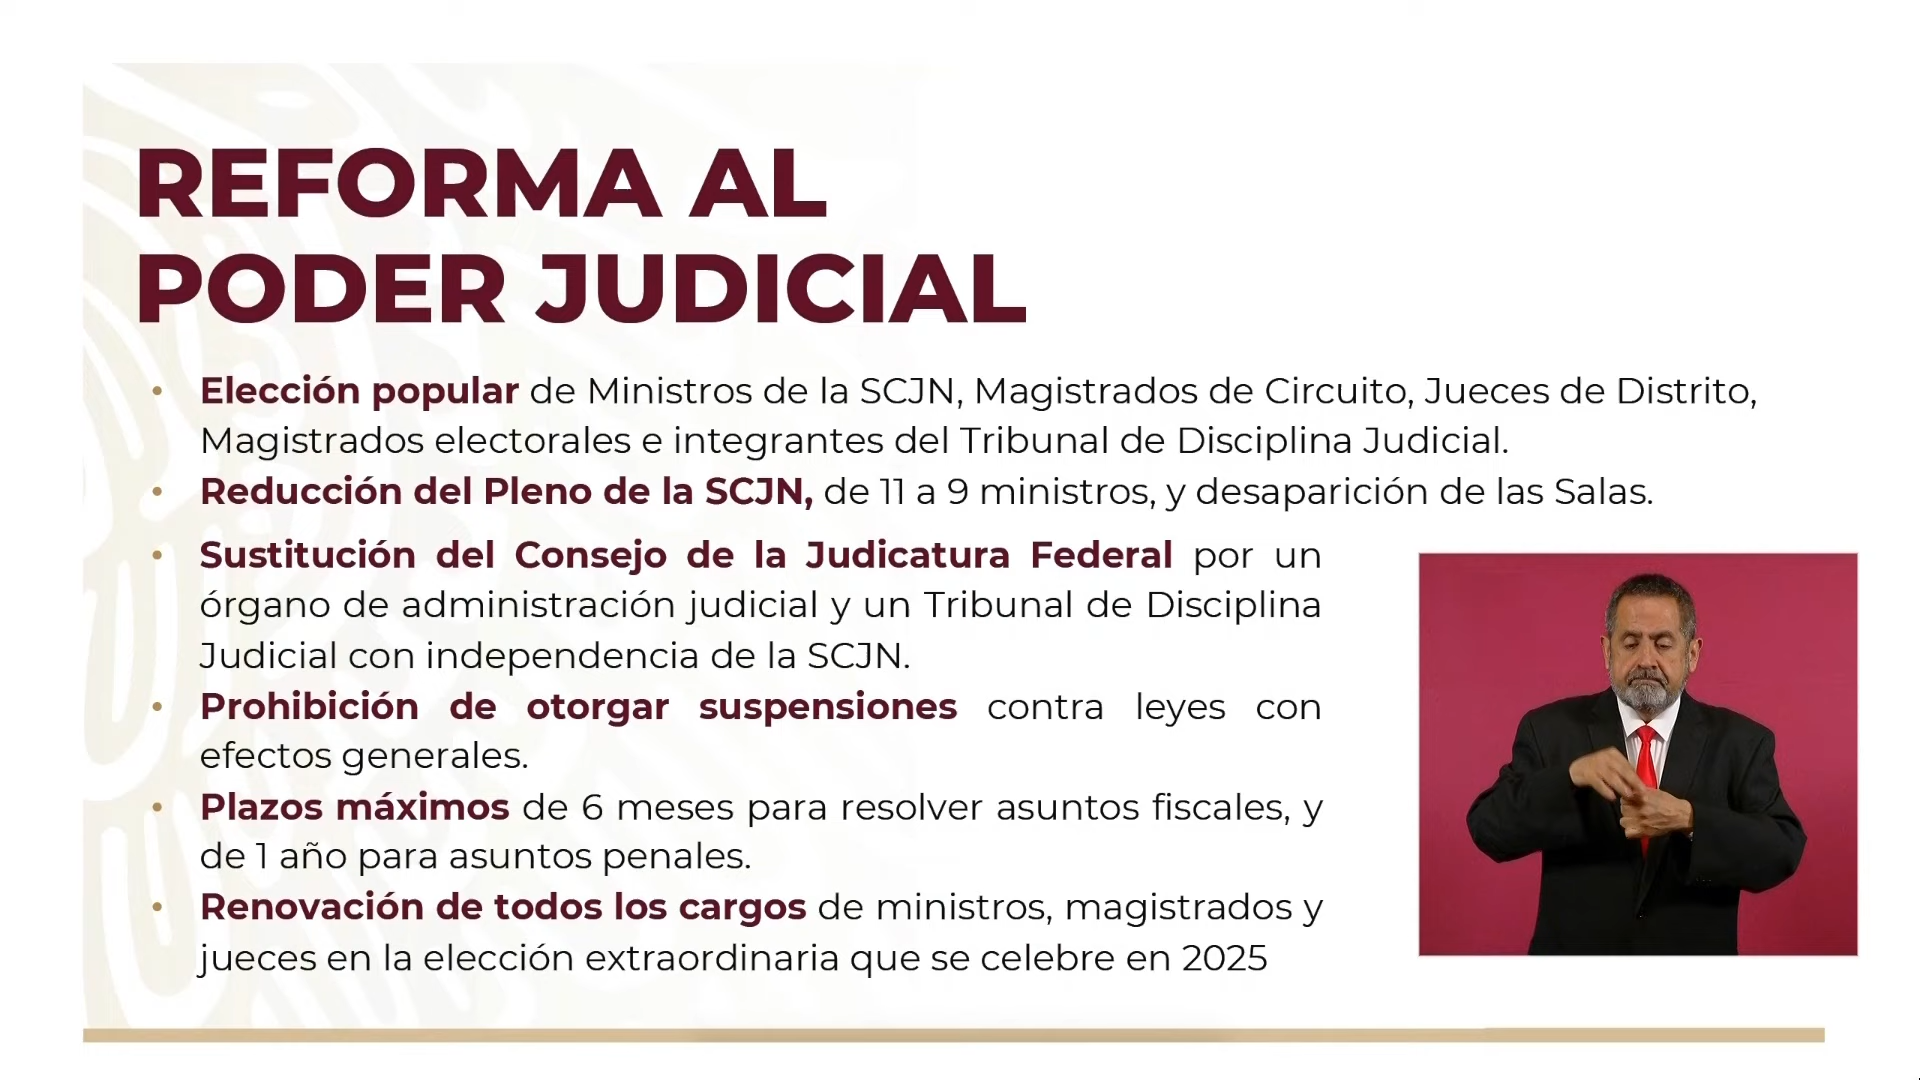 REFORMA AL
PODER JUDICIAL
• Elección popular de Ministros de la SCJN, Magistrados de Circuito, Jueces de Distrito,
Magistrados electorales e integrantes del Tribunal de Disciplina Judicial.
• Reducción del Pleno de la SCJN, de 11 a 9 ministros, y desaparición de las Salas.
• Sustitución del Consejo de la Judicatura Federal por un
órgano de administración judicial y un Tribunal de Disciplina
Judicial con independencia de la SCJN.
• Prohibición de otorgar suspensiones contra leyes con
efectos generales.
• Plazos máximos de 6 meses para resolver asuntos fiscales, y
de 1 año para asuntos penales.
• Renovación de todos los cargos de ministros, magistrados y
jueces en la elección extraordinaria que se celebre en 2025